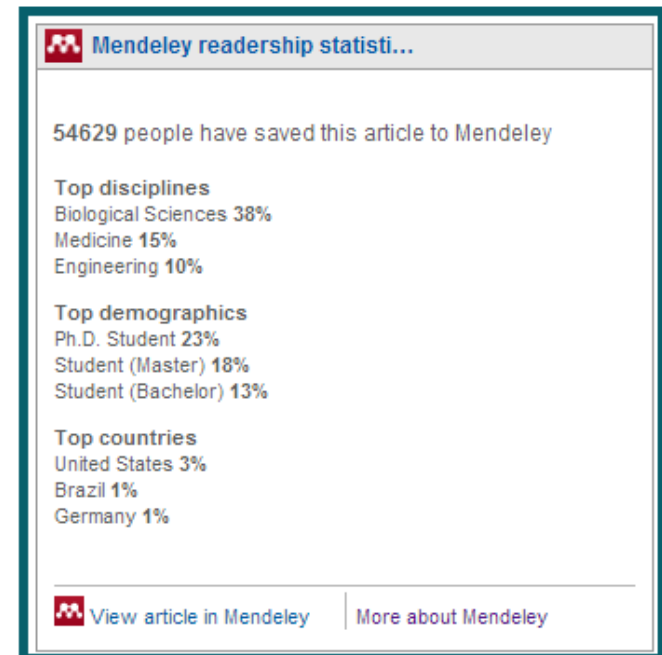 Mendeley readership statisti...
54629 people have saved this article to Mendeley
Top disciplines
Biological Sciences 38%
Medicine 15%
Engineering 10%
Top demographics
Ph.D. Student 23%
Student (Master) 18%
Student (Bachelor) 13%
Top countries
United States 3%
Brazil 1%
Germany 1%
View article in Mendeley
More about Mendeley